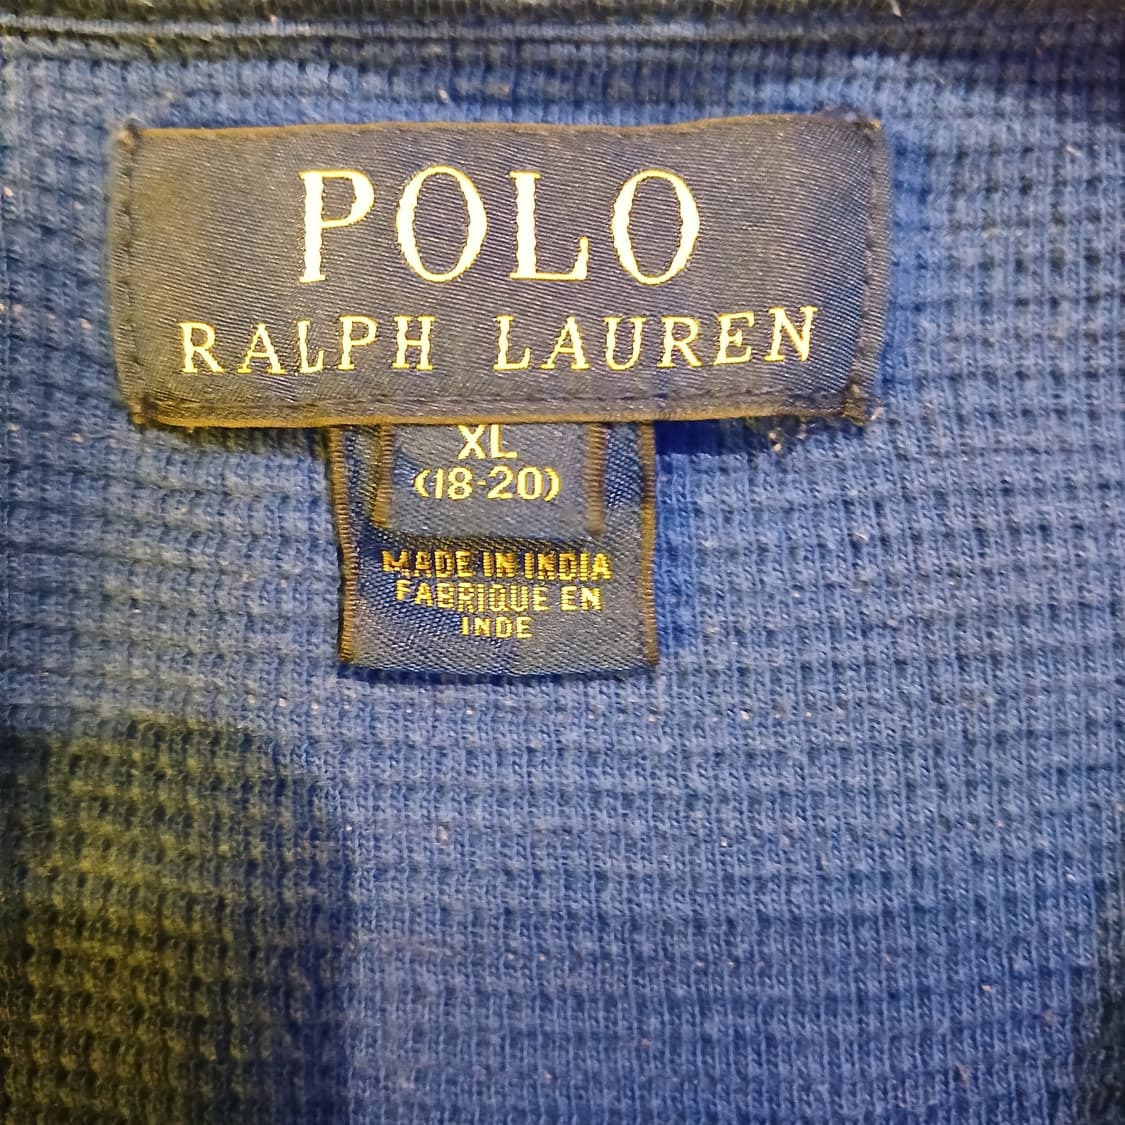 POLO
RALPH LAUREN
XL
(18-20)
MADE IN INDIA
FABRIQUE EN
INDE